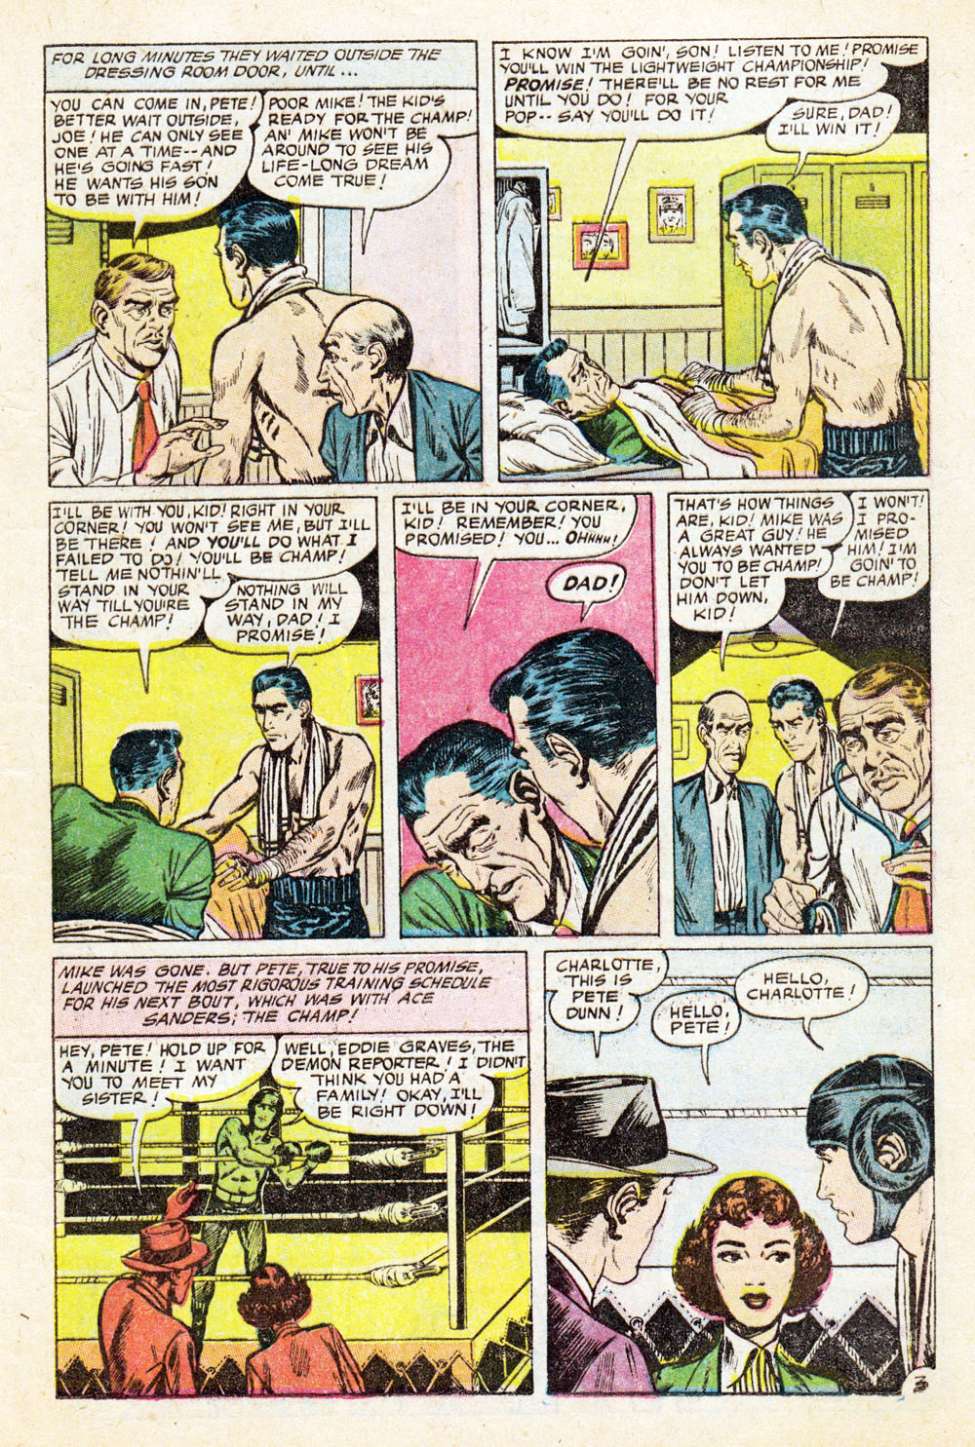 FOR LONG MINUTES THEY WAITED OUTSIDE THE
DRESSING ROOM DOOR, UNTIL ...
YOU CAN COME IN, PETE!
BETTER WAIT OUTSIDE,
JOE! HE CAN ONLY SEE
ONE AT A TIME--AND
HE'S GOING FAST!
HE WANTS HIS SON
TO BE WITH HIM!
POOR MIKE! THE KID'S
READY FOR THE CHAMP!
AN' MIKE WON'T BE
AROUND TO SEE HIS
LIFE-LONG DREAM
COME TRUE!
I KNOW I'M GOIN', SON! LISTEN TO ME! PROMISE
YOU'LL WIN THE LIGHTWEIGHT CHAMPIONSHIP!
PROMISE! THERE'LL BE NO REST FOR ME
UNTIL YOU DO! FOR YOUR
POP-- SAY YOU'LL DO IT!
SURE, DAD!
I'LL WIN IT!
I'LL BE WITH YOU, KID! RIGHT IN YOUR
CORNER! YOU WON'T SEE ME, BUT I'LL
BE THERE! AND YOU'LL DO WHAT I
FAILED TO DO! YOU'LL BE CHAMP!
TELL ME NOTHIN'LL
STAND IN YOUR
WAY TILL YOU'RE
THE CHAMP!
NOTHING WILL
STAND IN MY
WAY, DAD! I
PROMISE!
I'LL BE IN YOUR CORNER,
KID! REMEMBER! YOU
PROMISED! YOU... OHHHH!
DAD!
THAT'S HOW THINGS
ARE, KID! MIKE WAS
A GREAT GUY! HE
ALWAYS WANTED
YOU TO BE CHAMP!
DON'T LET
HIM DOWN,
KID!
I WON'T!
I PRO-
MISED
HIM! I'M
GOIN' TO
BE CHAMP!
MIKE WAS GONE. BUT PETE, TRUE TO HIS PROMISE,
LAUNCHED THE MOST RIGOROUS TRAINING SCHEDULE
FOR HIS NEXT BOUT, WHICH WAS WITH ACE
SANDERS, THE CHAMP!
HEY, PETE! HOLD UP FOR
A MINUTE! I WANT
YOU TO MEET MY
SISTER!
WELL, EDDIE GRAVES, THE
DEMON REPORTER! I DIDN'T
THINK YOU HAD A
FAMILY! OKAY, I'LL
BE RIGHT DOWN!
CHARLOTTE,
THIS IS
PETE
DUNN!
HELLO,
PETE!
HELLO,
CHARLOTTE!
3